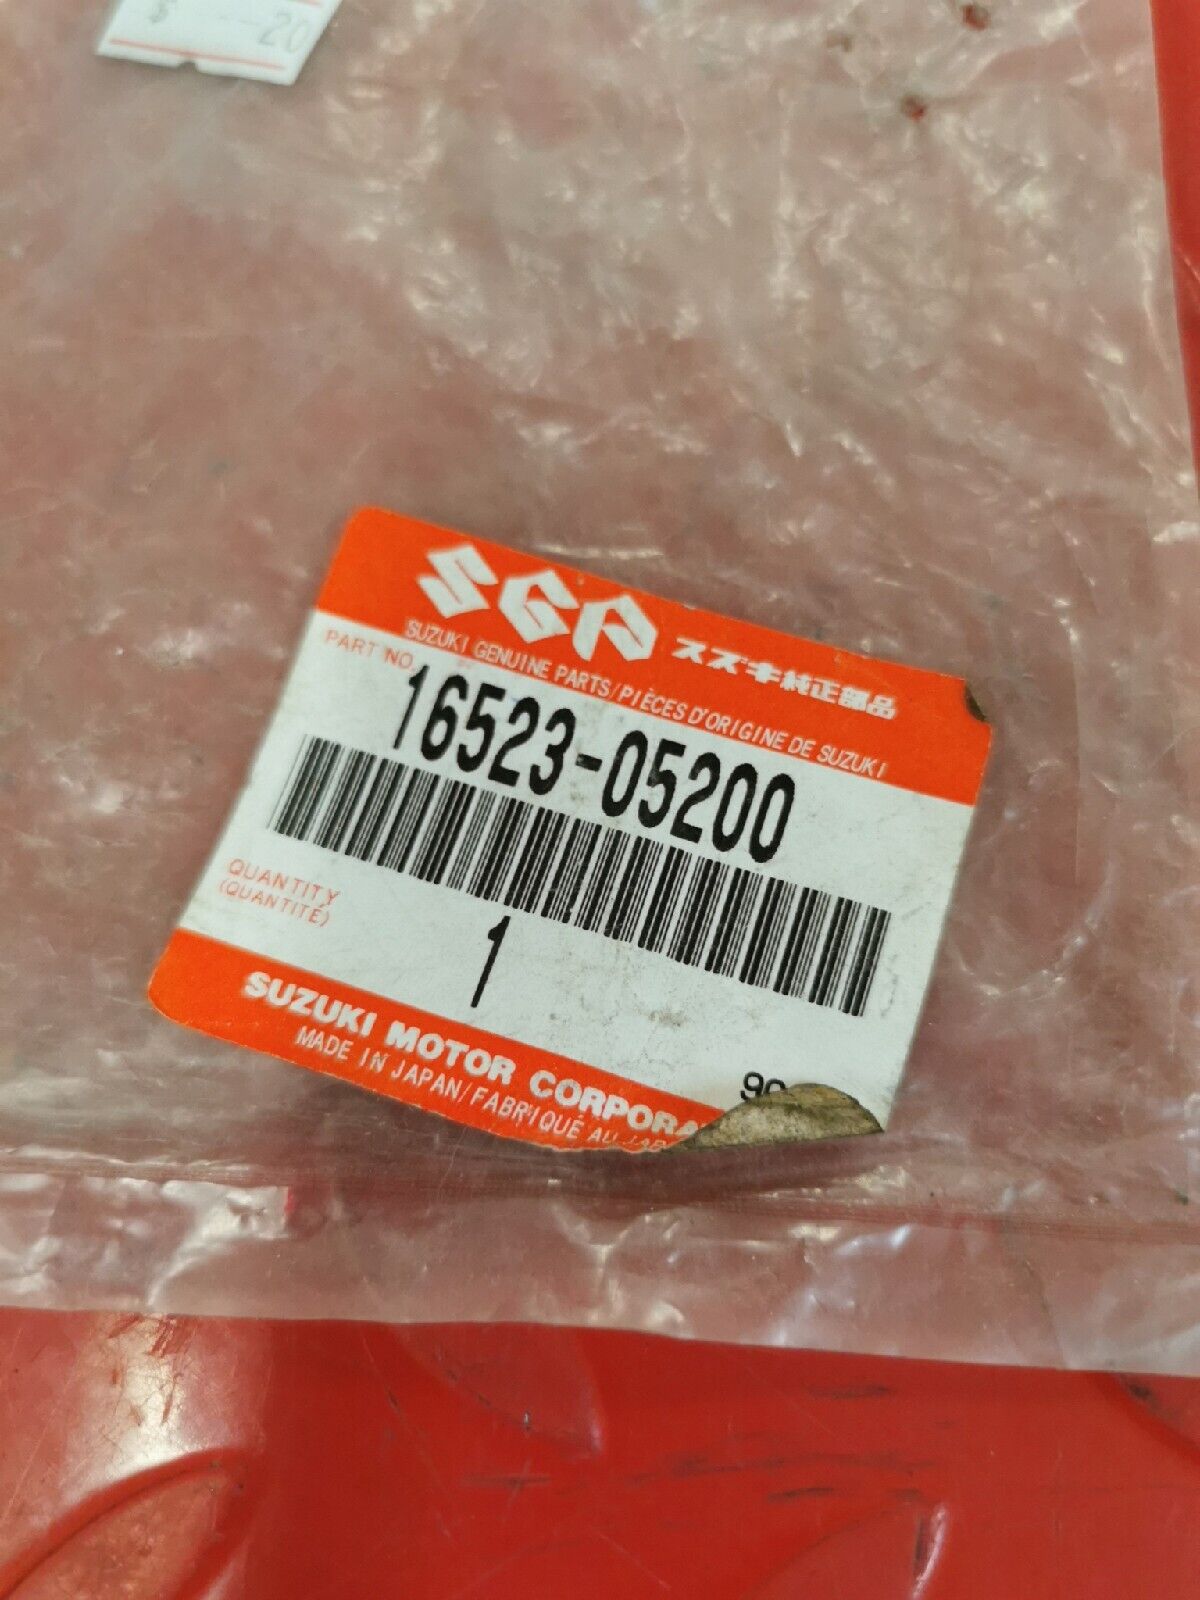 $ --20
SGP スズキ純正部品
SUZUKI GENUINE PARTS/PIÈCES D'ORIGINE DE SUZUKI
PART NO.
16523-05200
QUANTITY
(QUANTITÉ)
1
SUZUKI MOTOR
MADE IN JAPAN/FABRIQUÉ AU